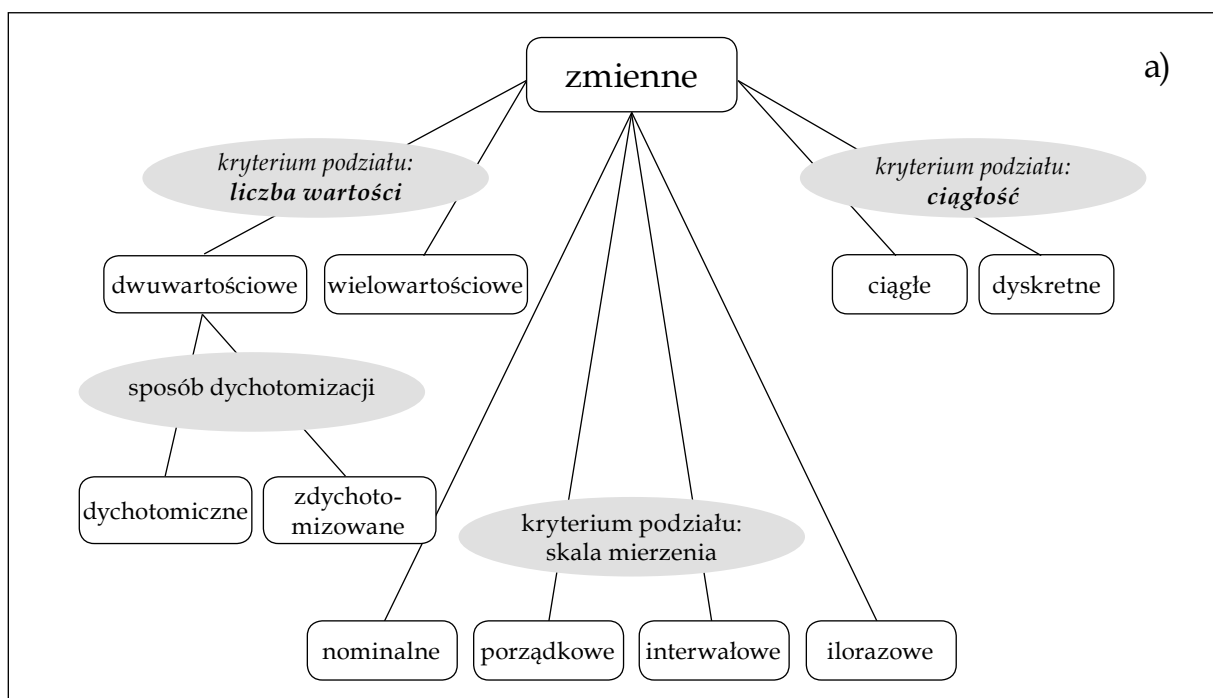 zmienne
a)
kryterium podziału:
liczba wartości
kryterium podziału:
ciągłość
dwuwartościowe
wielowartościowe
ciągłe
dyskretne
sposób dychotomizacji
dychotomiczne
zdychoto-
mizowane
kryterium podziału:
skala mierzenia
nominalne
porządkowe
interwałowe
ilorazowe